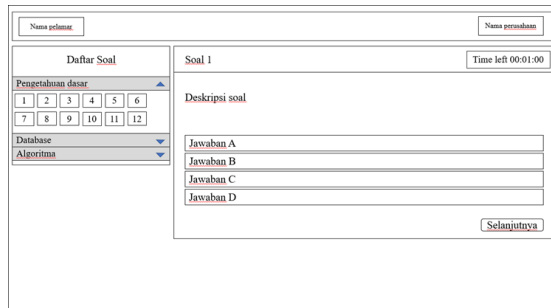 Nama pelamar
Nama perusahaan
Daftar Soal
Pengetahuan dasar
1 2 3 4 5 6
7 8 9 10 11 12
Database
Algoritma
Soal 1
Time left 00:01:00
Deskripsi soal
Jawaban A
Jawaban B
Jawaban C
Jawaban D
Selanjutnya